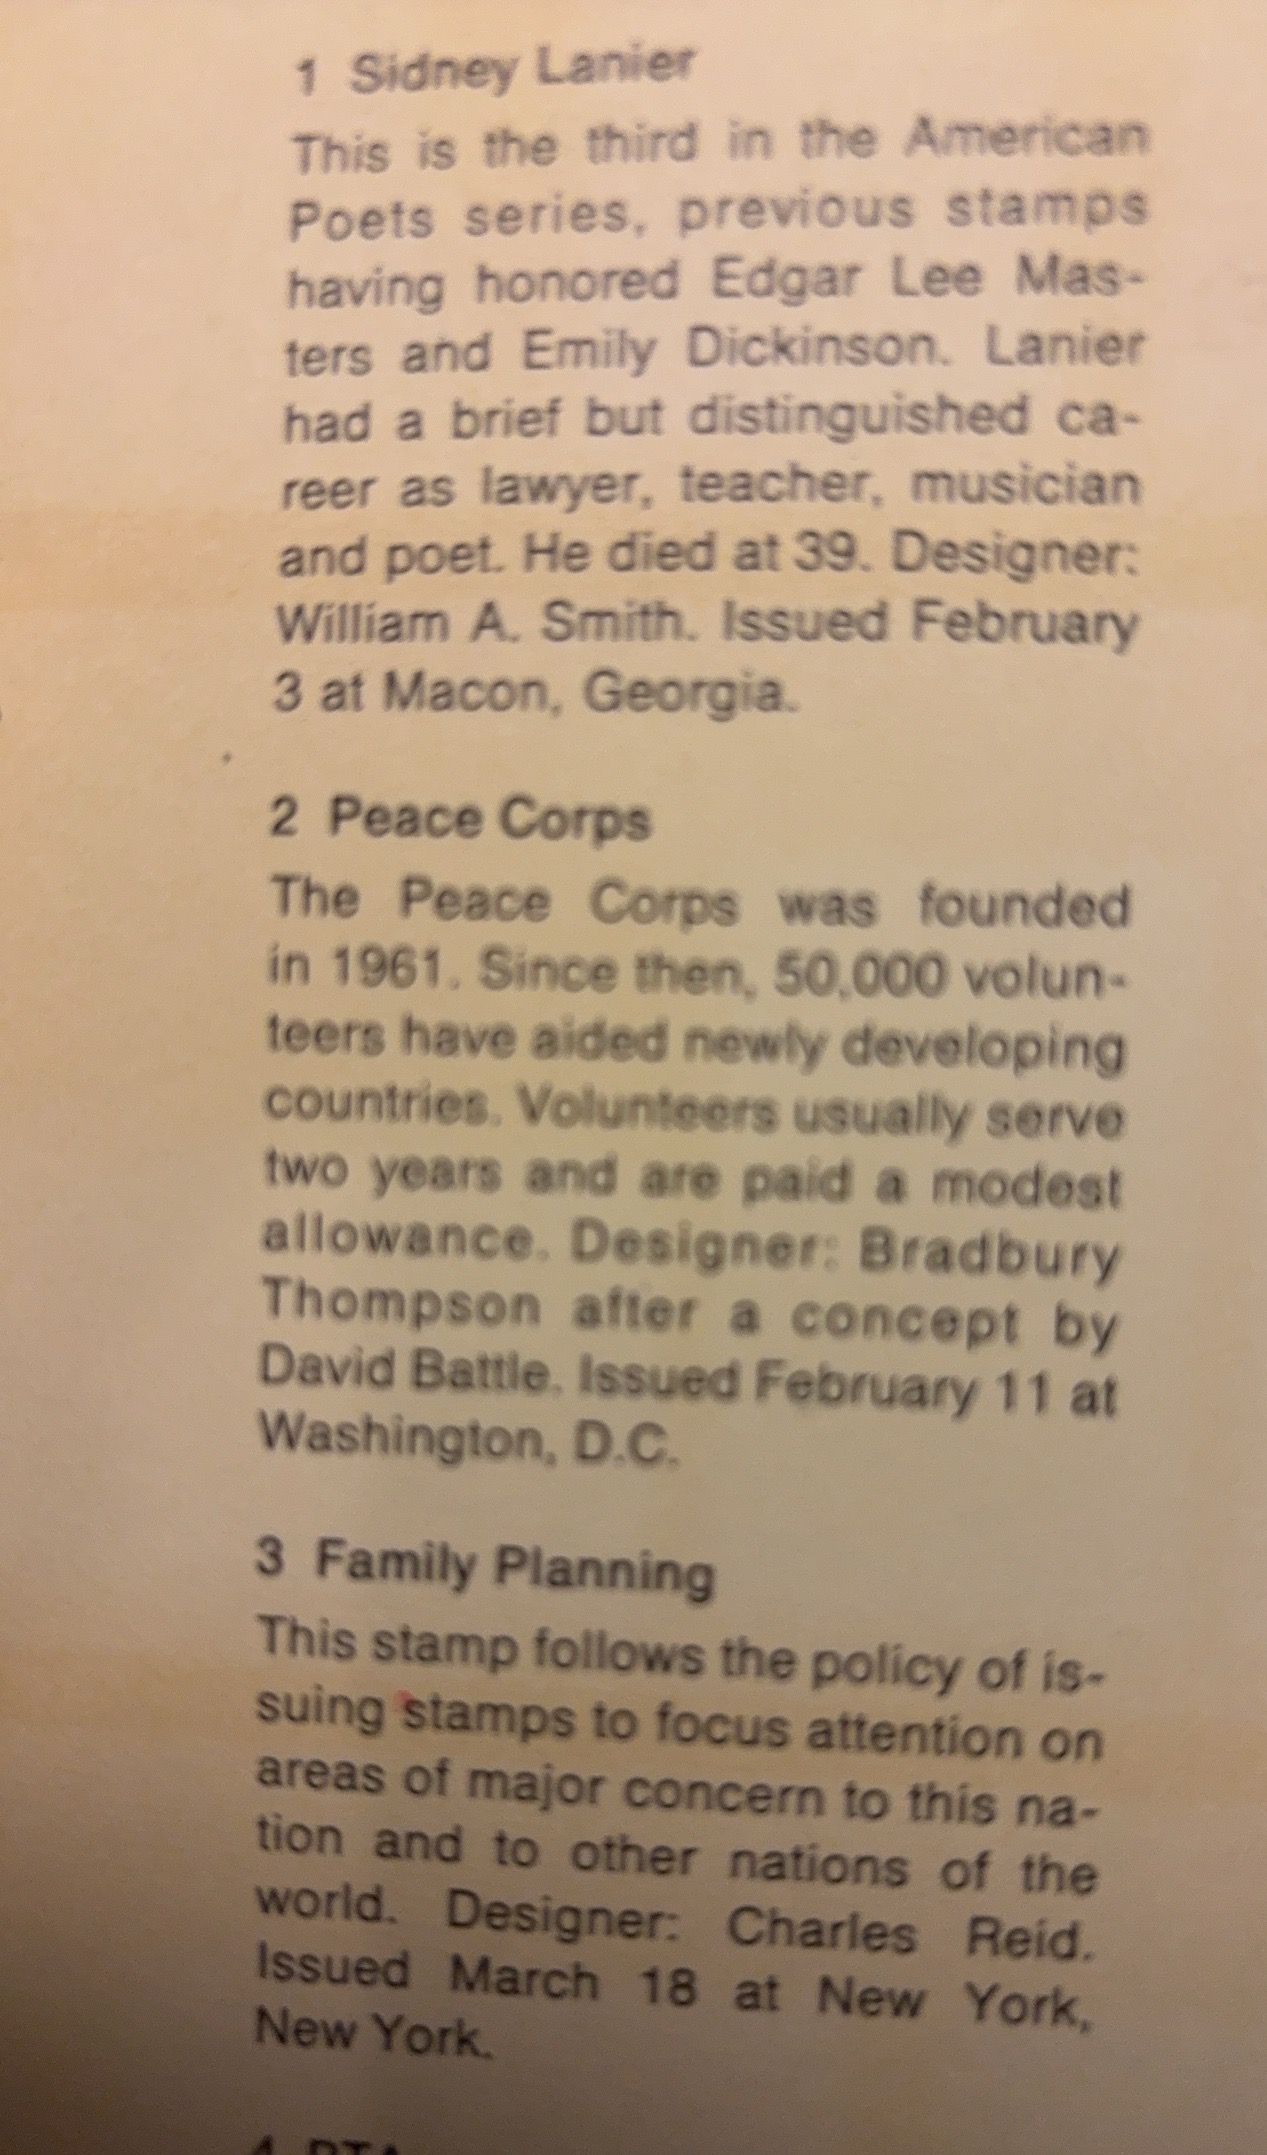 1 Sidney Lanier
This is the third in the American
Poets series, previous stamps
having honored Edgar Lee Mas-
ters and Emily Dickinson. Lanier
had a brief but distinguished ca-
reer as lawyer, teacher, musician
and poet. He died at 39. Designer:
William A. Smith. Issued February
3 at Macon, Georgia.
2 Peace Corps
The Peace Corps was founded
in 1961. Since then, 50,000 volun-
teers have aided newly developing
countries. Volunteers usually serve
two years and are paid a modest
allowance. Designer: Bradbury
Thompson after a concept by
David Battle. Issued February 11 at
Washington, D.C.
3 Family Planning
This stamp follows the policy of is-
suing stamps to focus attention on
areas of major concern to this na-
tion and to other nations of the
world. Designer: Charles Reid.
Issued March 18 at New York,
New York.
4 PTA